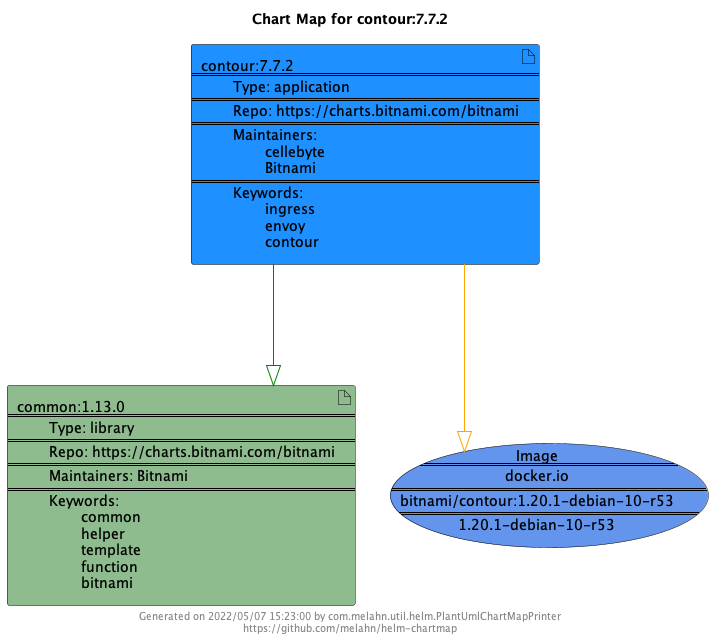 Chart Map for contour:7.7.2
contour:7.7.2
Type: application
Repo: https://charts.bitnami.com/bitnami
Maintainers:
cellebyte
Bitnami
Keywords:
ingress
envoy
contour
common:1.13.0
Type: library
Repo: https://charts.bitnami.com/bitnami
Maintainers: Bitnami
Keywords:
common
helper
template
function
bitnami
Image
docker.io
bitnami/contour:1.20.1-debian-10-r53
1.20.1-debian-10-r53
Generated on 2022/05/07 15:23:00 by com.melahn.util.helm.PlantUmlChartMapPrinter
https://github.com/melahn/helm-chartmap